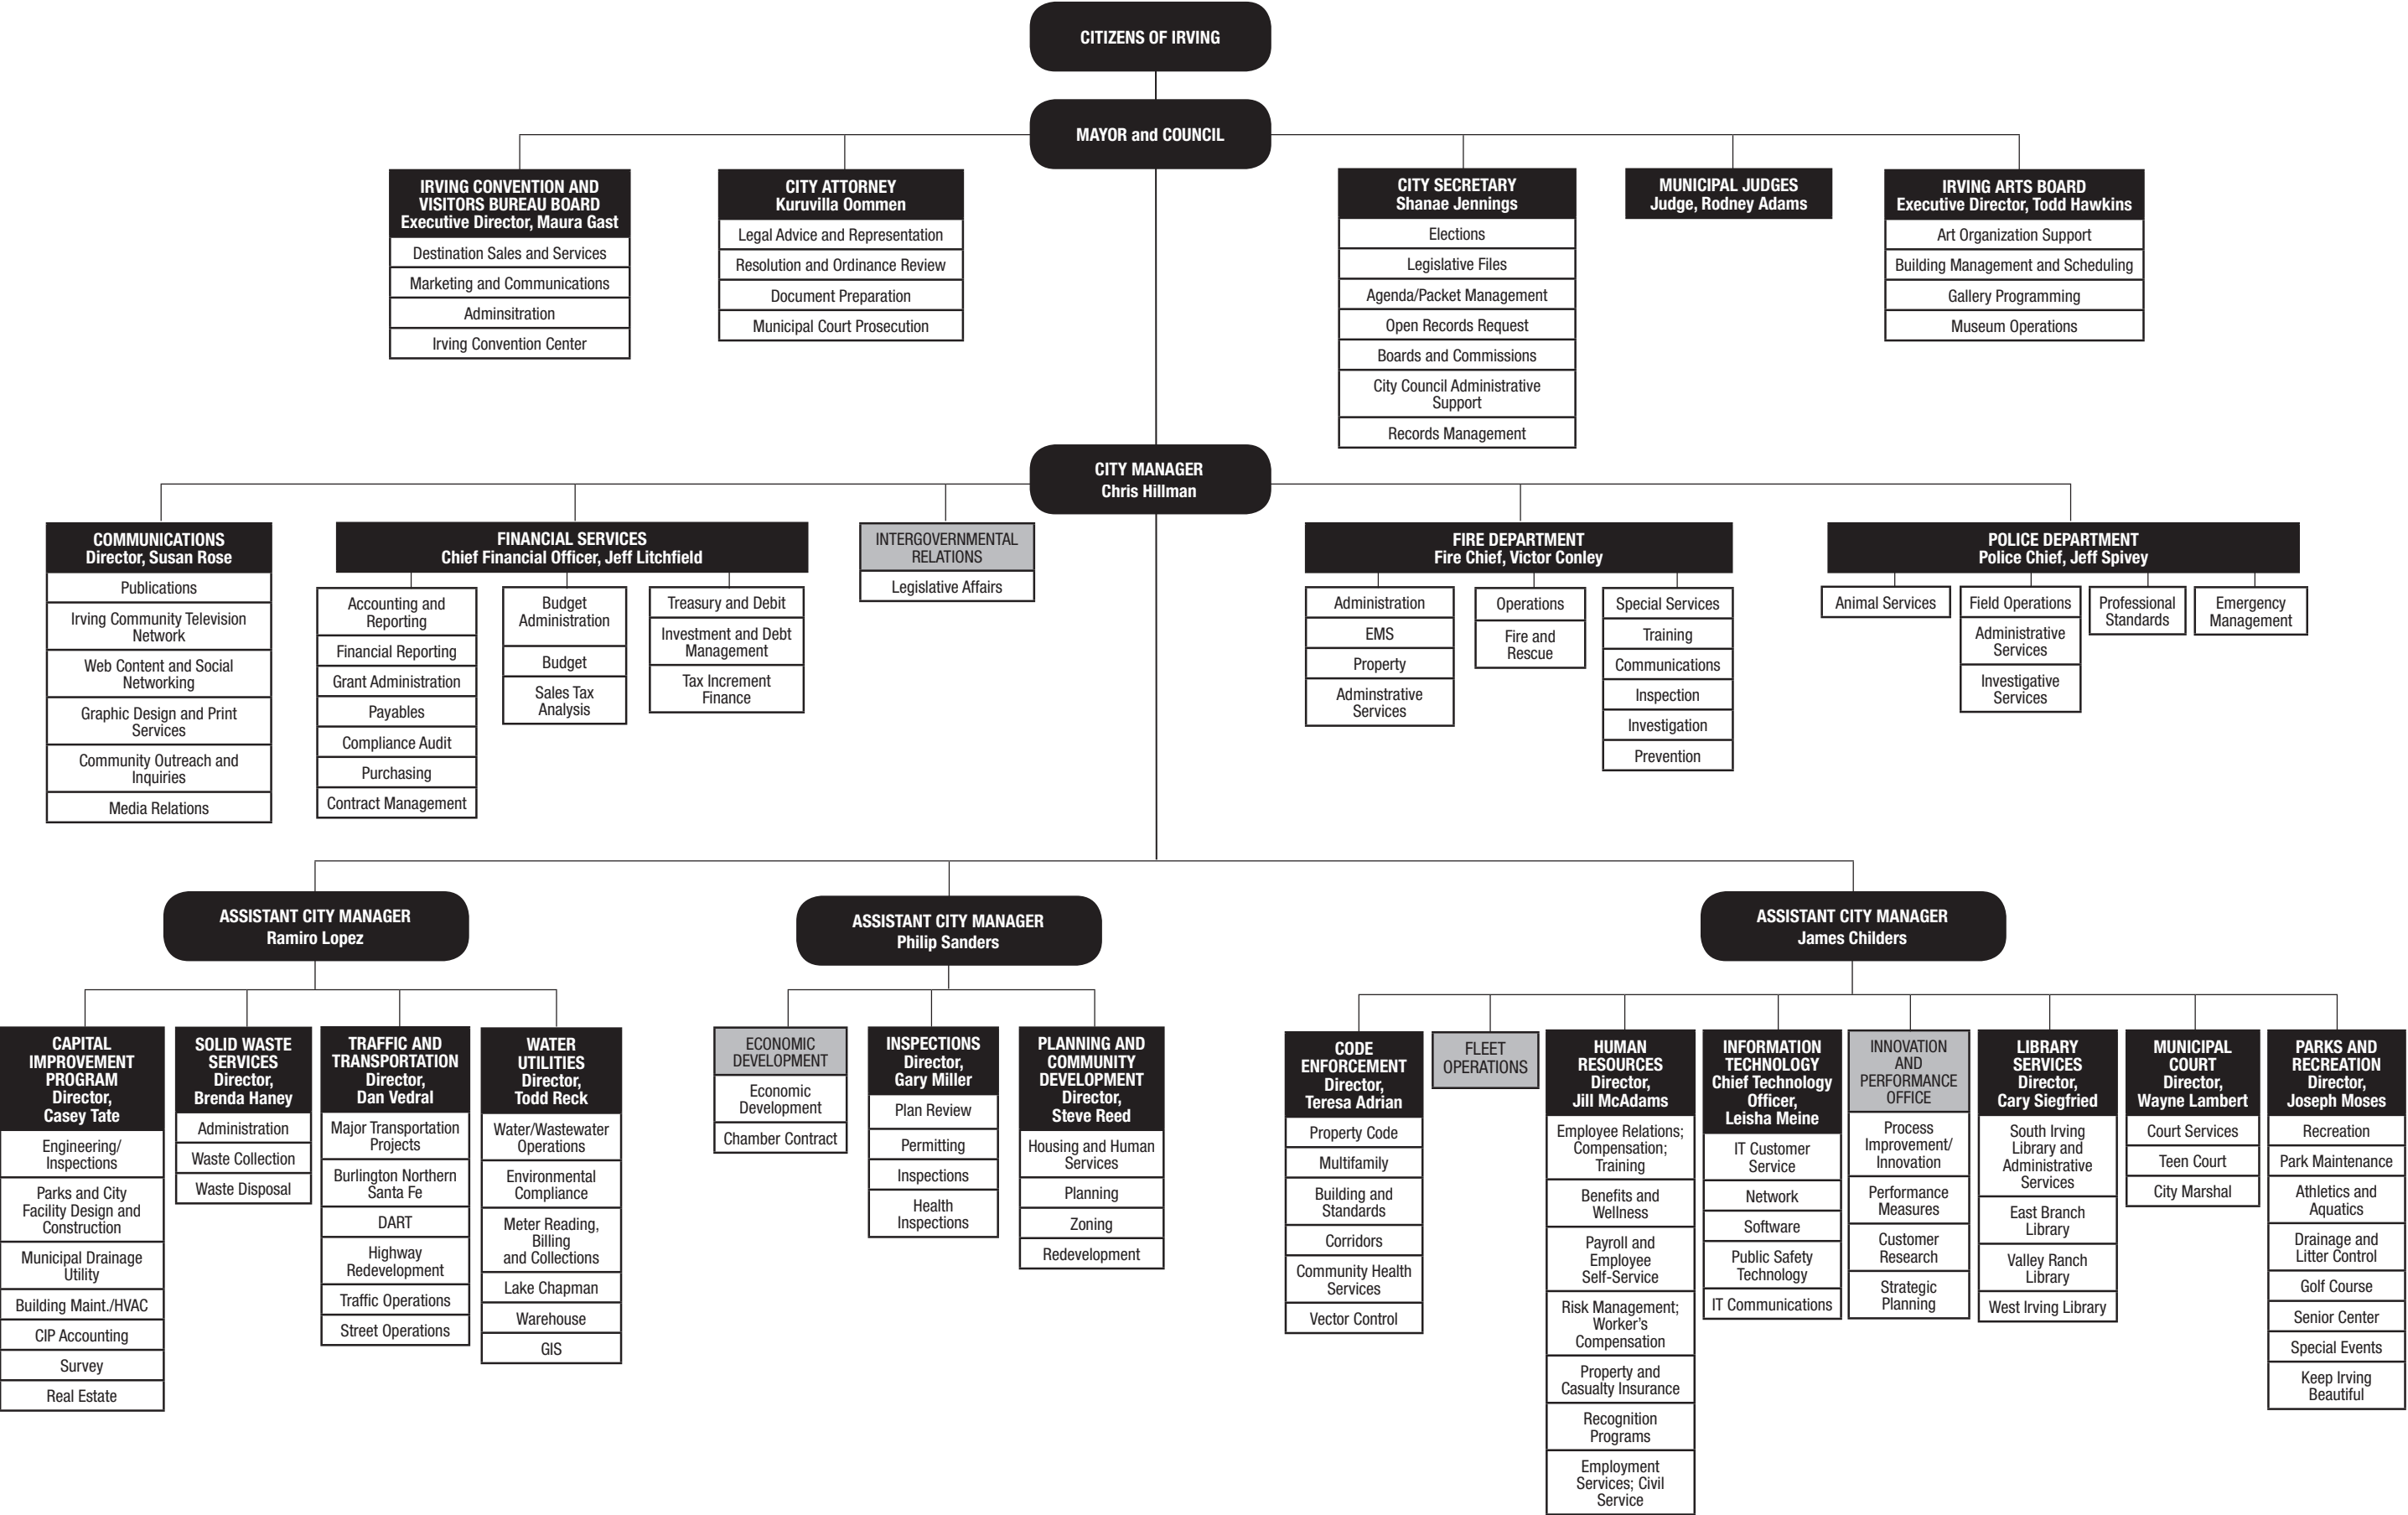 CITIZENS OF IRVING
MAYOR and COUNCIL
IRVING CONVENTION AND
VISITORS BUREAU BOARD
Executive Director, Maura Gast
Destination Sales and Services
Marketing and Communications
Adminsitration
Irving Convention Center
CITY ATTORNEY
Kuruvilla Oommen
Legal Advice and Representation
Resolution and Ordinance Review
Document Preparation
Municipal Court Prosecution
CITY SECRETARY
Shanae Jennings
Elections
Legislative Files
Agenda/Packet Management
Open Records Request
Boards and Commissions
City Council Administrative
Support
Records Management
MUNICIPAL JUDGES
Judge, Rodney Adams
IRVING ARTS BOARD
Executive Director, Todd Hawkins
Art Organization Support
Building Management and Scheduling
Gallery Programming
Museum Operations
CITY MANAGER
Chris Hillman
COMMUNICATIONS
Director, Susan Rose
Publications
Irving Community Television
Network
Web Content and Social
Networking
Graphic Design and Print
Services
Community Outreach and
Inquiries
Media Relations
FINANCIAL SERVICES
Chief Financial Officer, Jeff Litchfield
Accounting and
Reporting
Financial Reporting
Grant Administration
Payables
Compliance Audit
Purchasing
Contract Management
Budget
Administration
Budget
Sales Tax
Analysis
Treasury and Debit
Investment and Debt
Management
Tax Increment
Finance
INTERGOVERNMENTAL
RELATIONS
Legislative Affairs
FIRE DEPARTMENT
Fire Chief, Victor Conley
Administration
EMS
Property
Adminstrative
Services
Operations
Fire and
Rescue
Special Services
Training
Communications
Inspection
Investigation
Prevention
POLICE DEPARTMENT
Police Chief, Jeff Spivey
Animal Services
Field Operations
Administrative
Services
Investigative
Services
Professional
Standards
Emergency
Management
ASSISTANT CITY MANAGER
Ramiro Lopez
CAPITAL
IMPROVEMENT
PROGRAM
Director,
Casey Tate
Engineering/
Inspections
Parks and City
Facility Design and
Construction
Municipal Drainage
Utility
Building Maint./HVAC
CIP Accounting
Survey
Real Estate
SOLID WASTE
SERVICES
Director,
Brenda Haney
Administration
Waste Collection
Waste Disposal
TRAFFIC AND
TRANSPORTATION
Director,
Dan Vedral
Major Transportation
Projects
Burlington Northern
Santa Fe
DART
Highway
Redevelopment
Traffic Operations
Street Operations
WATER
UTILITIES
Director,
Todd Reck
Water/Wastewater
Operations
Environmental
Compliance
Meter Reading,
Billing
and Collections
Lake Chapman
Warehouse
GIS
ASSISTANT CITY MANAGER
Philip Sanders
ECONOMIC
DEVELOPMENT
Economic
Development
Chamber Contract
INSPECTIONS
Director,
Gary Miller
Plan Review
Permitting
Inspections
Health
Inspections
PLANNING AND
COMMUNITY
DEVELOPMENT
Director,
Steve Reed
Housing and Human
Services
Planning
Zoning
Redevelopment
ASSISTANT CITY MANAGER
James Childers
CODE
ENFORCEMENT
Director,
Teresa Adrian
Property Code
Multifamily
Building and
Standards
Corridors
Community Health
Services
Vector Control
FLEET
OPERATIONS
HUMAN
RESOURCES
Director,
Jill McAdams
Employee Relations;
Compensation;
Training
Benefits and
Wellness
Payroll and
Employee
Self-Service
Risk Management;
Worker's
Compensation
Property and
Casualty Insurance
Recognition
Programs
Employment
Services; Civil
Service
INFORMATION
TECHNOLOGY
Chief Technology
Officer,
Leisha Meine
IT Customer
Service
Network
Software
Public Safety
Technology
IT Communications
INNOVATION
AND
PERFORMANCE
OFFICE
Process
Improvement/
Innovation
Performance
Measures
Customer
Research
Strategic
Planning
LIBRARY
SERVICES
Director,
Cary Siegfried
South Irving
Library and
Administrative
Services
East Branch
Library
Valley Ranch
Library
West Irving Library
MUNICIPAL
COURT
Director,
Wayne Lambert
Court Services
Teen Court
City Marshal
PARKS AND
RECREATION
Director,
Joseph Moses
Recreation
Park Maintenance
Athletics and
Aquatics
Drainage and
Litter Control
Golf Course
Senior Center
Special Events
Keep Irving
Beautiful